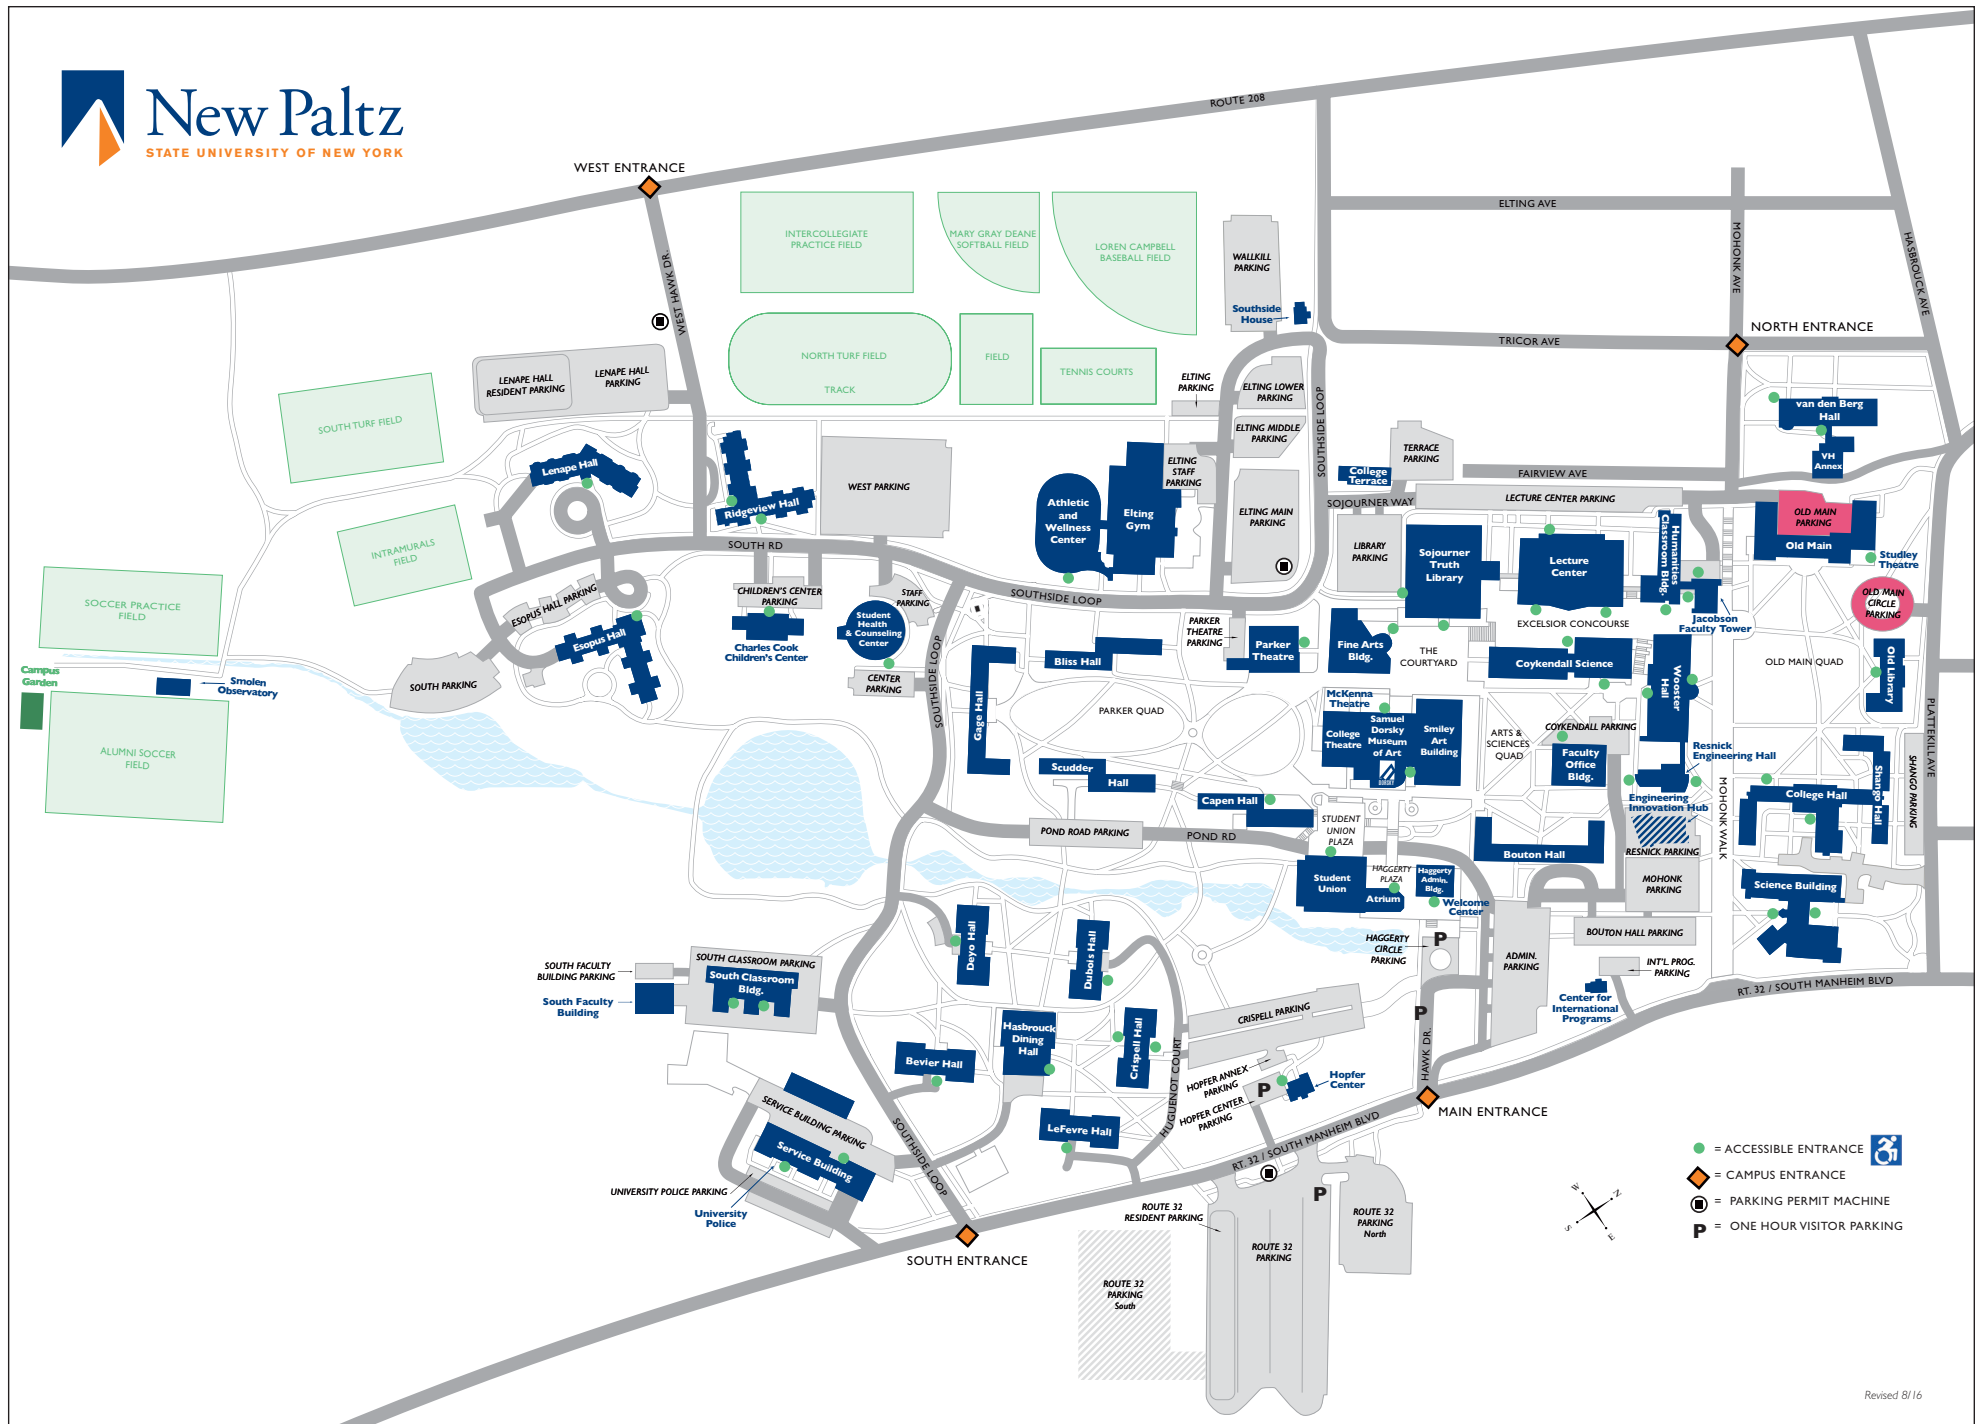 New Paltz
STATE UNIVERSITY OF NEW YORK
ROUTE 208
WEST ENTRANCE
WEST HAWK DR.
INTERCOLLEGIATE
PRACTICE FIELD
MARY GRAY DEANE
SOFTBALL FIELD
LOREN CAMPBELL
BASEBALL FIELD
WALLKILL
PARKING
Southside
House
ELTING AVE
MOHONK AVE
HASBROUCK AVE
NORTH ENTRANCE
TRICOR AVE
NORTH TURF FIELD
TRACK
FIELD
TENNIS COURTS
ELTING
PARKING
ELTING LOWER
PARKING
ELTING MIDDLE
PARKING
SOUTHSIDE LOOP
LENAPE HALL
RESIDENT PARKING
LENAPE HALL
PARKING
SOUTH TURF FIELD
Lenape Hall
Ridgeview Hall
WEST PARKING
Athletic
and
Wellness
Center
Elting
Gym
ELTING
STAFF
PARKING
ELTING MAIN
PARKING
TERRACE
PARKING
College
Terrace
FAIRVIEW AVE
SOJOURNER WAY
LECTURE CENTER PARKING
van den Berg
Hall
VH
Annex
OLD MAIN
PARKING
Old Main
Studley
Theatre
OLD MAIN
CIRCLE
PARKING
LIBRARY
PARKING
Sojourner
Truth
Library
Lecture
Center
Humanities
Classroom Bldg.
Jacobson
Faculty Tower
EXCELSIOR CONCOURSE
INTRAMURALS
FIELD
SOUTH RD
SOUTHSIDE LOOP
SOCCER PRACTICE
FIELD
ESOPUS HALL PARKING
Esopus Hall
CHILDREN'S CENTER
PARKING
Charles Cook
Children's Center
STAFF
PARKING
Student
Health
& Counseling
Center
CENTER
PARKING
SOUTHSIDE LOOP
PARKER
THEATRE
PARKING
Parker
Theatre
Fine Arts
Bldg.
THE
COURTYARD
Coykendall Science
Wooster
Hall
OLD MAIN QUAD
Old Library
Campus
Garden
Smolen
Observatory
SOUTH PARKING
ALUMNI SOCCER
FIELD
Bliss Hall
Gage Hall
PARKER QUAD
Scudder
Hall
Capen Hall
McKenna
Theatre
College
Theatre
Samuel
Dorsky
Museum
of Art
DORSKY
Smiley
Art
Building
ARTS &
SCIENCES
QUAD
COYKENDALL PARKING
Faculty
Office
Bldg.
Resnick
Engineering Hall
Engineering
Innovation Hub
RESNICK PARKING
MOHONK WALK
College Hall
Shango Hall
SHANGO PARKING
PLATTEKILL AVE
POND ROAD PARKING
POND RD
STUDENT
UNION
PLAZA
Student
Union
HAGGERTY
PLAZA
Atrium
Haggerty
Admin.
Bldg.
Welcome
Center
Bouton Hall
MOHONK
PARKING
Science Building
BOUTON HALL PARKING
HAGGERTY
CIRCLE
PARKING
P
ADMIN.
PARKING
INT'L. PROG.
PARKING
Center for
International
Programs
RT. 32 / SOUTH MANHEIM BLVD
Deyo Hall
Dubois Hall
SOUTH FACULTY
BUILDING PARKING
South Faculty
Building
SOUTH CLASSROOM PARKING
South Classroom
Bldg.
Hasbrouck
Dining
Hall
Crispell Hall
CRISPELL PARKING
P
HAWK DR.
Bevier Hall
HUGUENOT COURT
HOPFER ANNEX
PARKING
HOPFER CENTER
PARKING
P
Hopfer
Center
MAIN ENTRANCE
SERVICE BUILDING PARKING
Service Building
LeFevre Hall
SOUTHSIDE LOOP
RT. 32 / SOUTH MANHEIM BLVD
UNIVERSITY POLICE PARKING
University
Police
SOUTH ENTRANCE
ROUTE 32
RESIDENT PARKING
P
ROUTE 32
PARKING
North
ROUTE 32
PARKING
ROUTE 32
PARKING
South
W
N
S
E
= ACCESSIBLE ENTRANCE
= CAMPUS ENTRANCE
= PARKING PERMIT MACHINE
P = ONE HOUR VISITOR PARKING
Revised 8/16